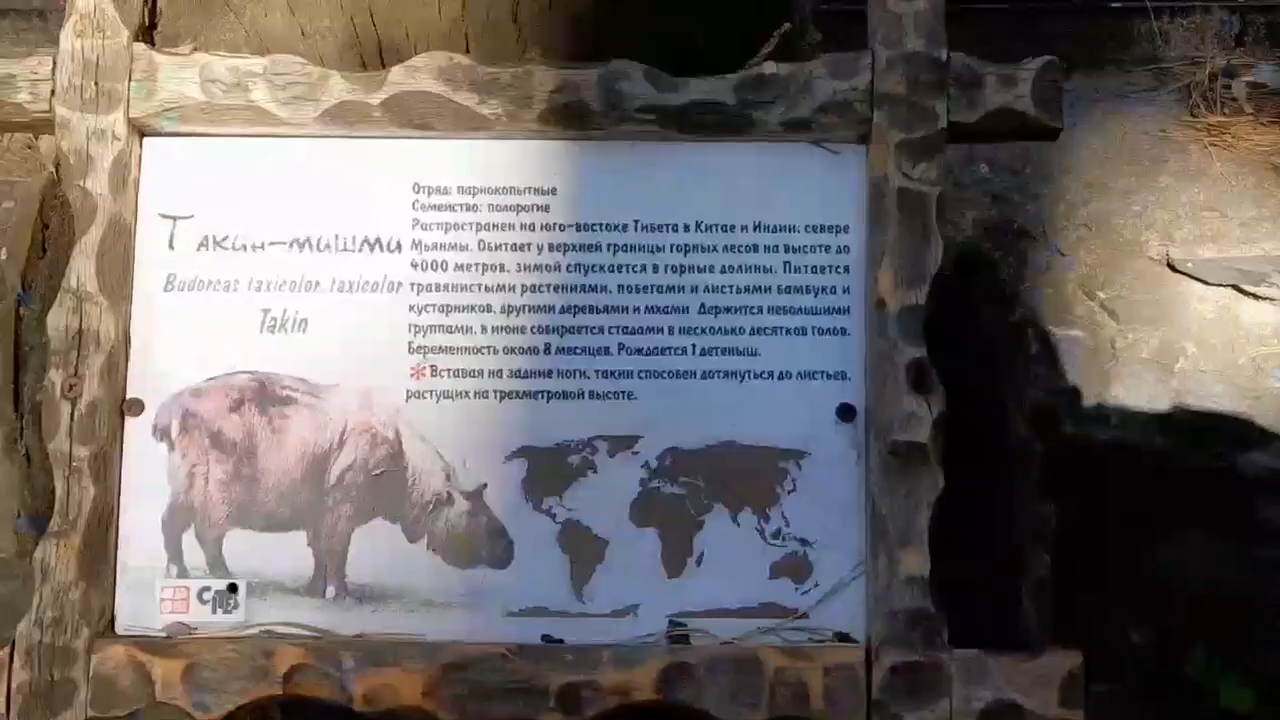 Такин-мишми
Budorcas taxicolor taxicolor
Takin
Отряд: парнокопытные
Семейство: полорогие
Распространен на юго-востоке Тибета в Китае и Индии; севере
Мьянмы. Обитает у верхней границы горных лесов на высоте до
4000 метров, зимой спускается в горные долины. Питается
травянистыми растениями, побегами и листьями бамбука и
кустарников, другими деревьями и мхами Держится небольшими
группами, в июне собирается стадами в несколько десятков голов.
Беременность около 8 месяцев. Рождается 1 детеныш.
Вставая на задние ноги, такин способен дотянуться до листьев,
растущих на трехметровой высоте.
CITES